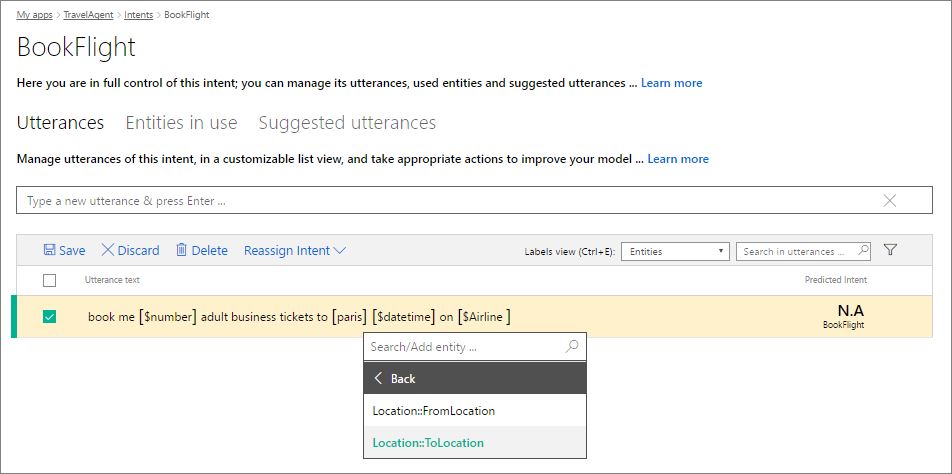 My apps > TravelAgent > Intents > BookFlight
BookFlight
Here you are in full control of this intent; you can manage its utterances, used entities and suggested utterances ... Learn more
Utterances Entities in use Suggested utterances
Manage utterances of this intent, in a customizable list view, and take appropriate actions to improve your model ... Learn more
Type a new utterance & press Enter ...
Save Discard Delete Reassign Intent Labels view (Ctrl+E): Entities Search in utterances ...
Utterance text Predicted Intent
book me [$number] adult business tickets to [paris] [$datetime] on [$Airline ] N.A
BookFlight
Search/Add entity ...
Back
Location::FromLocation
Location::ToLocation